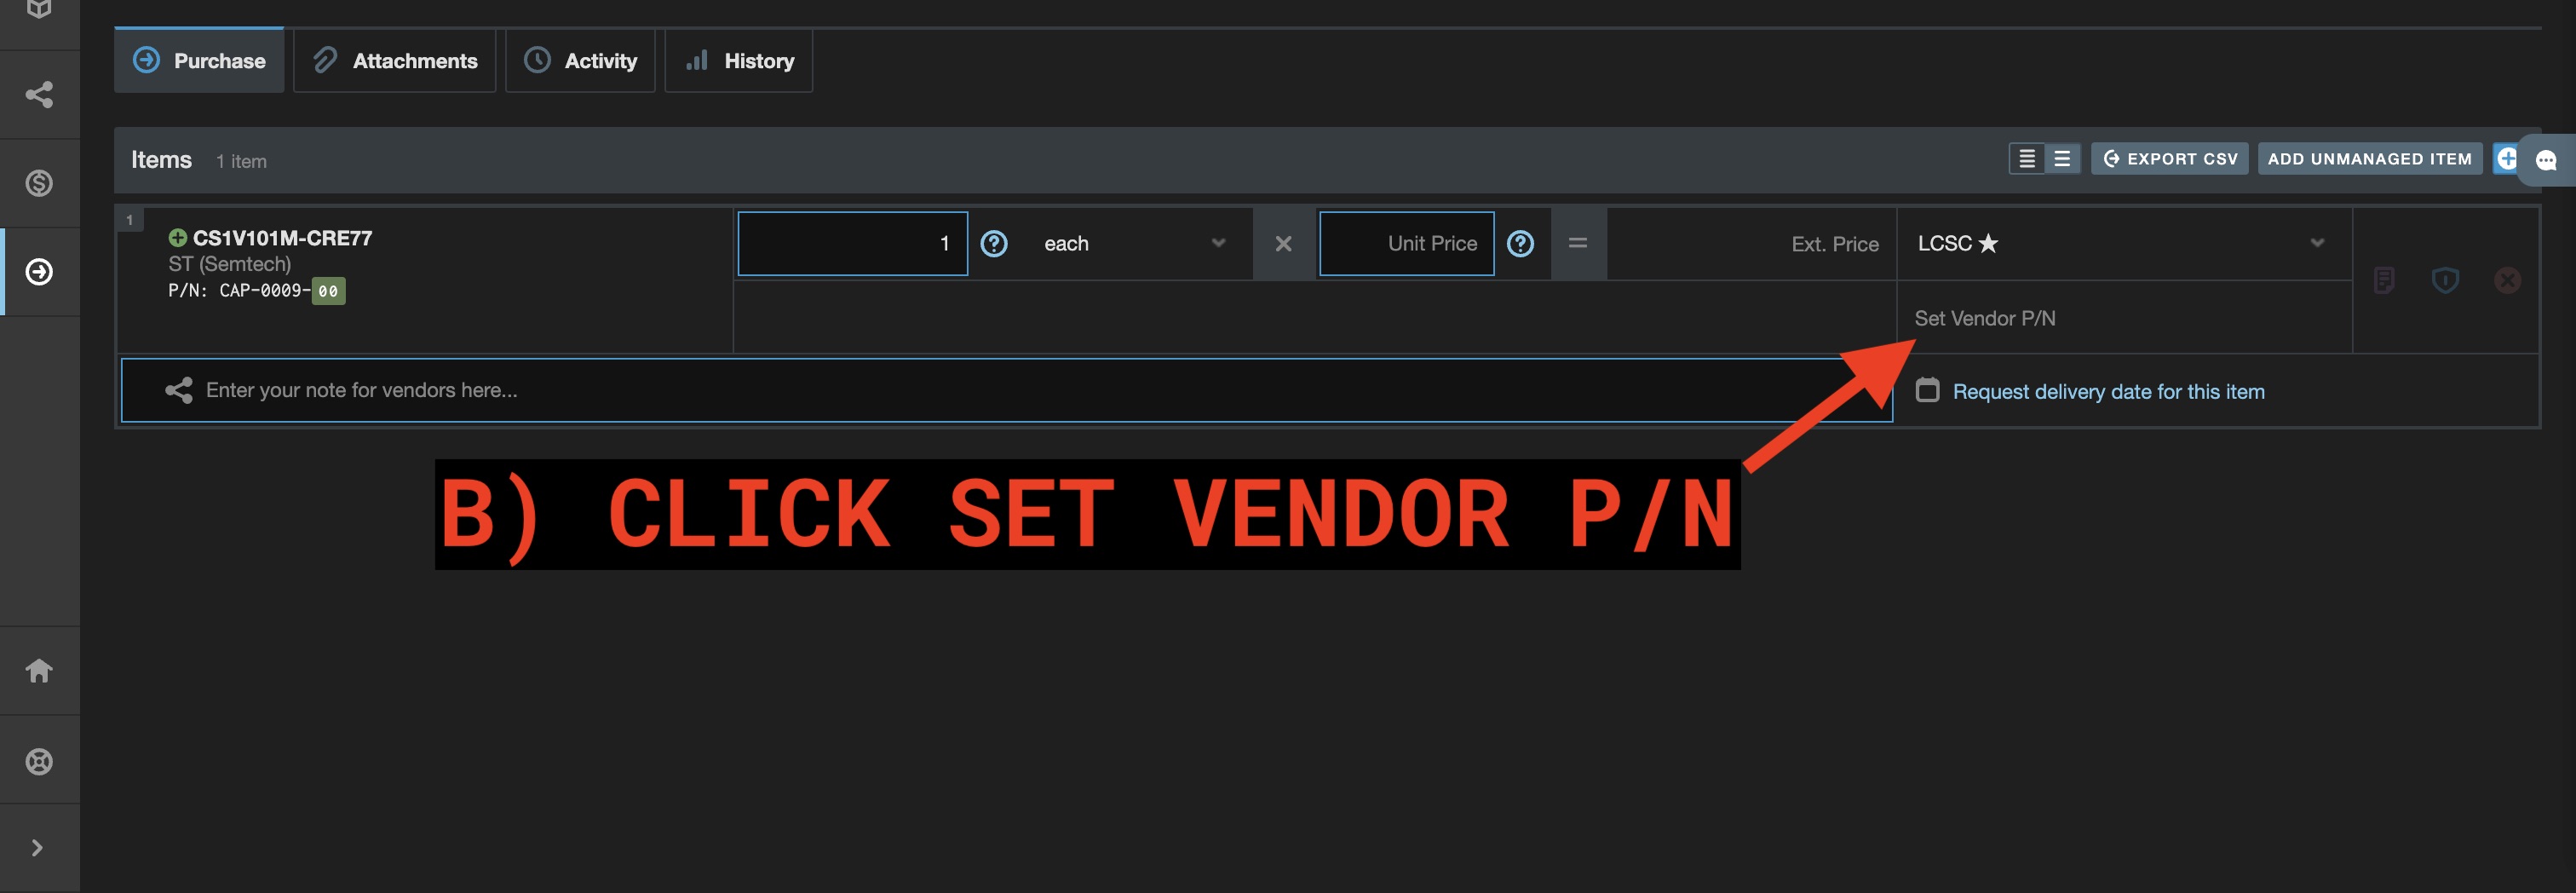 Purchase
Attachments
Activity
History
Items 1 item
EXPORT CSV
ADD UNMANAGED ITEM
1
CS1V101M-CRE77
ST (Semtech)
P/N: CAP-0009-00
1
each
Unit Price
=
Ext. Price
LCSC ★
Set Vendor P/N
Enter your note for vendors here...
Request delivery date for this item
B) CLICK SET VENDOR P/N